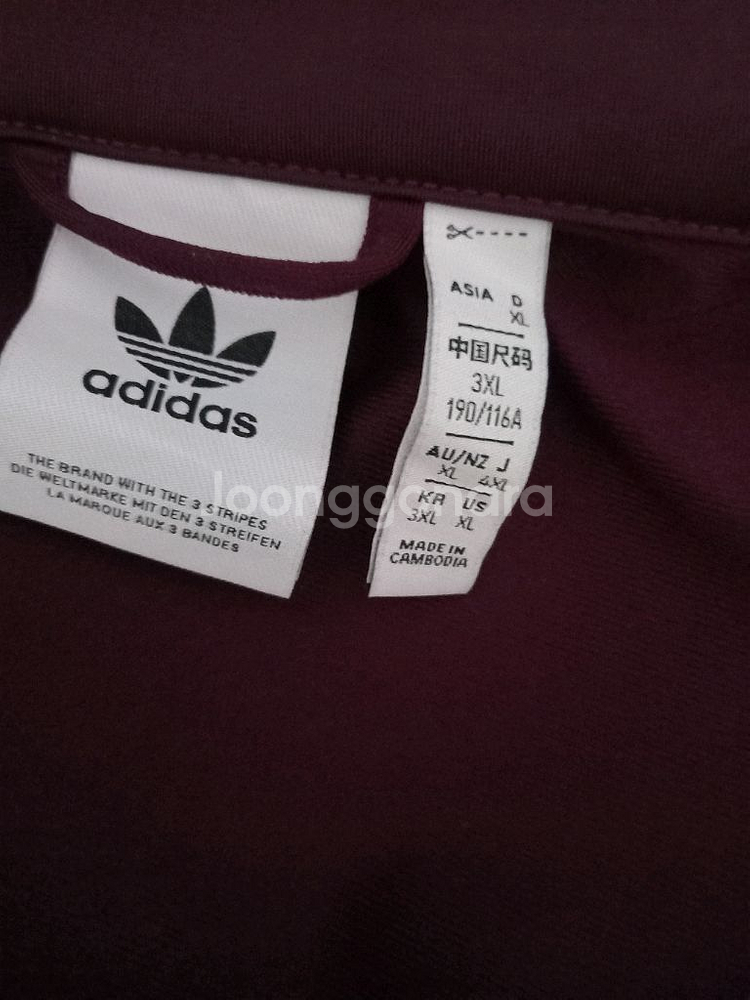 adidas
THE BRAND WITH THE 3 STRIPES
DIE WELTMARKE MIT DEN 3 STREIFEN
LA MARQUE AUX 3 BANDES
ASIA D
XL
中国尺码
3XL
190/116A
AU/NZ J
XL 4XL
KR US
3XL XL
MADE IN
CAMBODIA